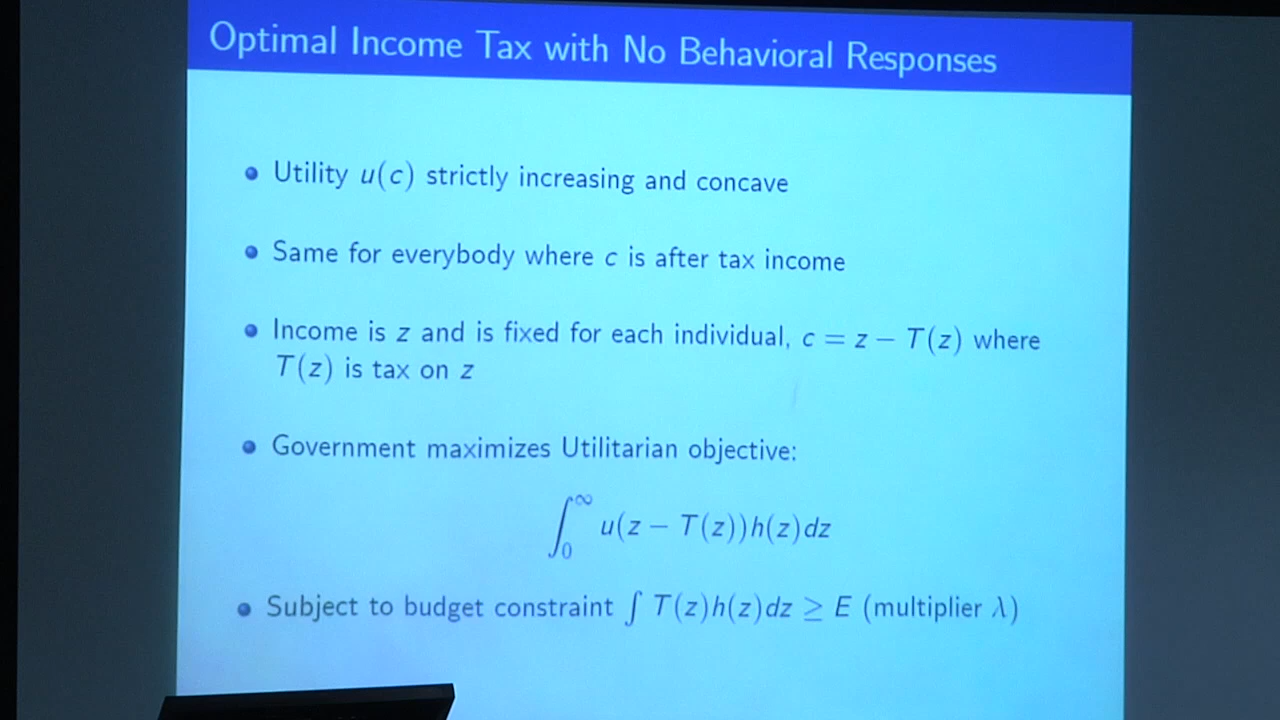 Optimal Income Tax with No Behavioral Responses
• Utility u(c) strictly increasing and concave
• Same for everybody where c is after tax income
• Income is z and is fixed for each individual, c = z − T(z) where
T(z) is tax on z
• Government maximizes Utilitarian objective:
∫₀^∞ u(z − T(z))h(z)dz
• Subject to budget constraint ∫ T(z)h(z)dz ≥ E (multiplier λ)